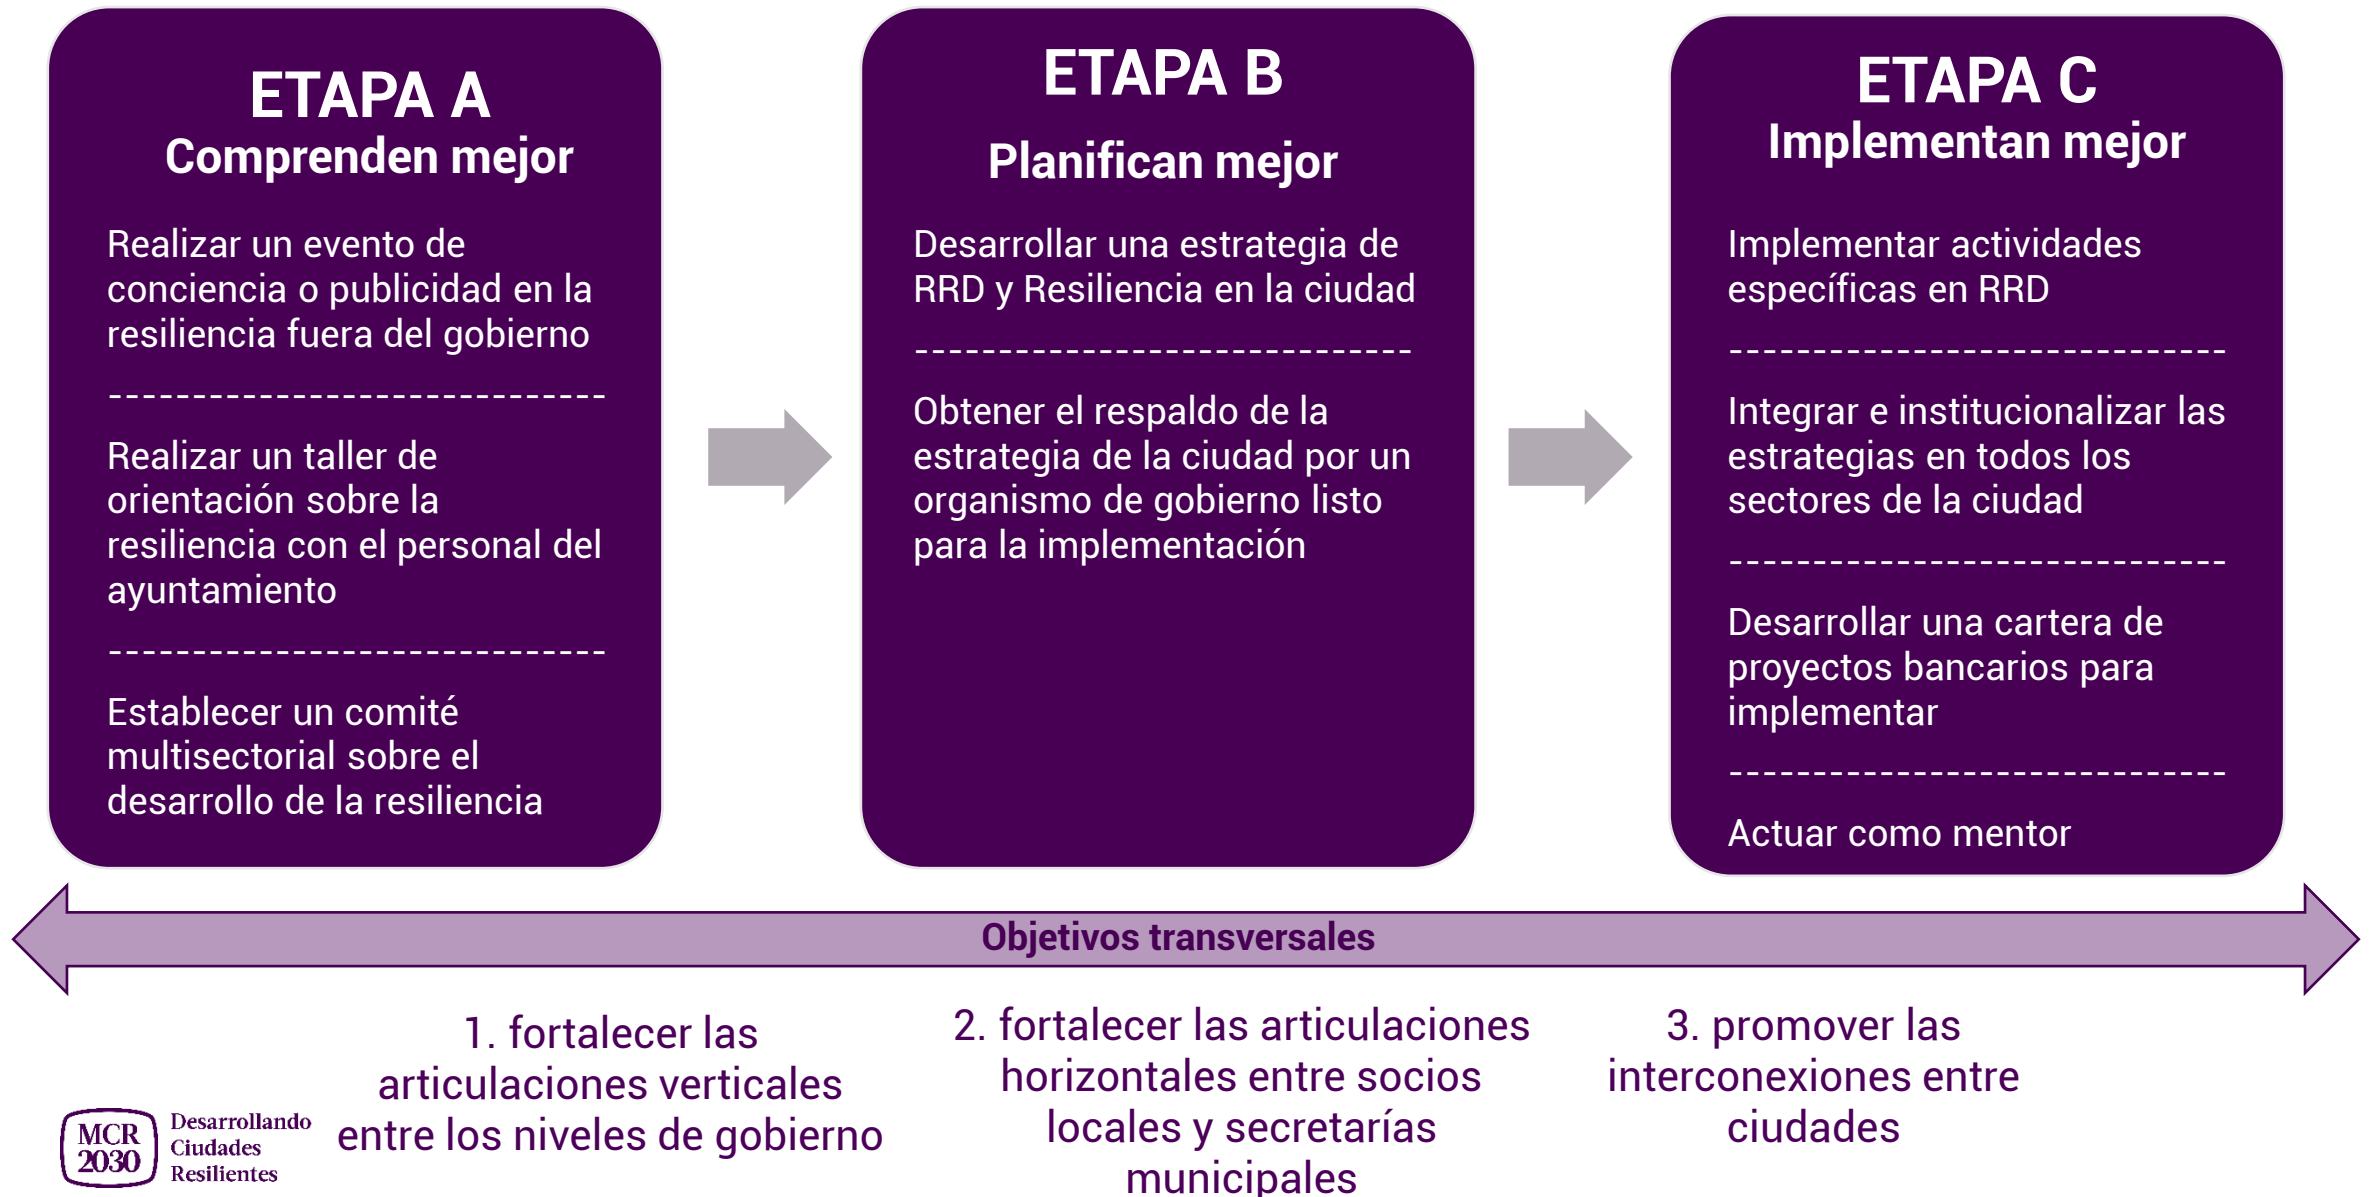 ETAPA A
Comprenden mejor
Realizar un evento de
conciencia o publicidad en la
resiliencia fuera del gobierno
------------------------------
Realizar un taller de
orientación sobre la
resiliencia con el personal del
ayuntamiento
------------------------------
Establecer un comité
multisectorial sobre el
desarrollo de la resiliencia
ETAPA B
Planifican mejor
Desarrollar una estrategia de
RRD y Resiliencia en la ciudad
------------------------------
Obtener el respaldo de la
estrategia de la ciudad por un
organismo de gobierno listo
para la implementación
ETAPA C
Implementan mejor
Implementar actividades
específicas en RRD
------------------------------
Integrar e institucionalizar las
estrategias en todos los
sectores de la ciudad
------------------------------
Desarrollar una cartera de
proyectos bancarios para
implementar
------------------------------
Actuar como mentor
Objetivos transversales
1. fortalecer las
articulaciones verticales
entre los niveles de gobierno
2. fortalecer las articulaciones
horizontales entre socios
locales y secretarías
municipales
3. promover las
interconexiones entre
ciudades
MCR
2030
Desarrollando
Ciudades
Resilientes